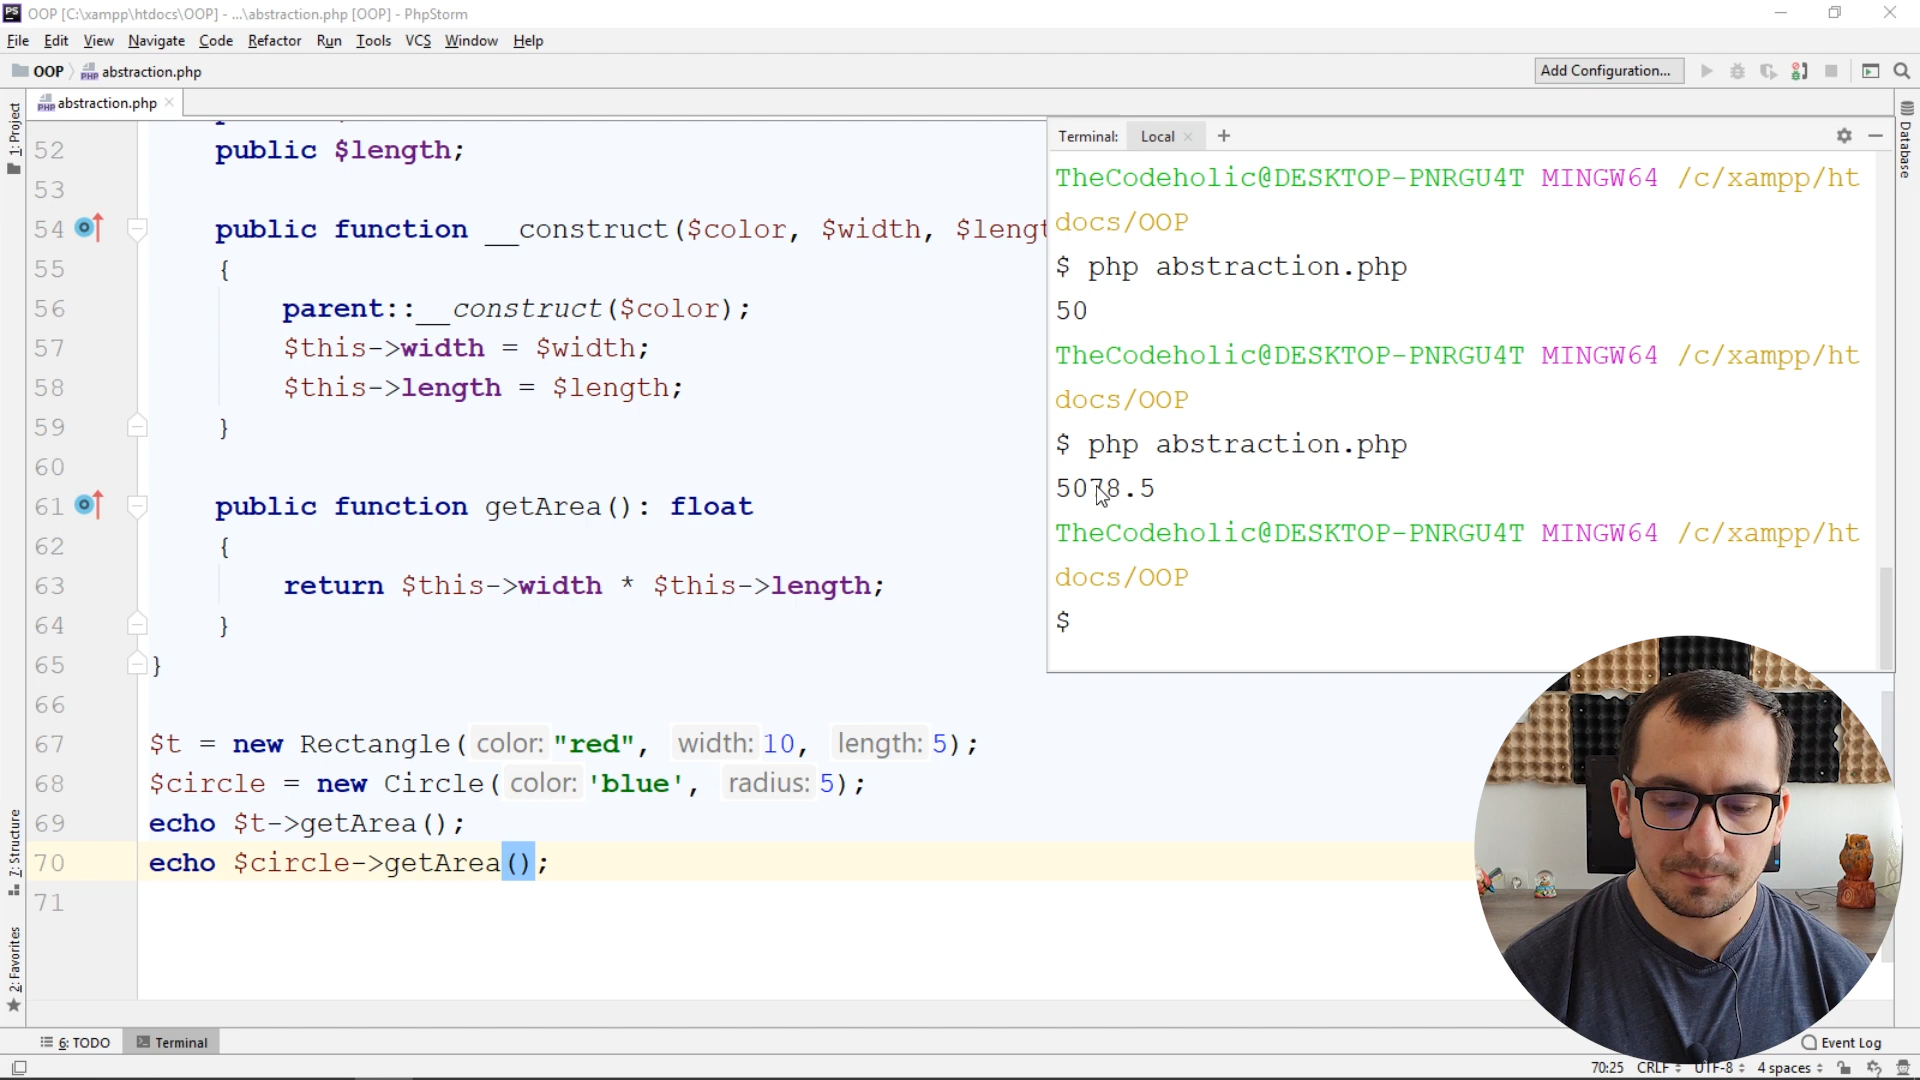 PS OOP [C:\xampp\htdocs\OOP] - ...\abstraction.php [OOP] - PhpStorm
File Edit View Navigate Code Refactor Run Tools VCS Window Help
OOP abstraction.php Add Configuration...
abstraction.php
1: Project
7: Structure
2: Favorites
Database
52 public $length;
53
54 public function __construct($color, $width, $lengt
55 {
56 parent::__construct($color);
57 $this->width = $width;
58 $this->length = $length;
59 }
60
61 public function getArea(): float
62 {
63 return $this->width * $this->length;
64 }
65 }
66
67 $t = new Rectangle( color: "red", width: 10, length: 5);
68 $circle = new Circle( color: 'blue', radius: 5);
69 echo $t->getArea();
70 echo $circle->getArea();
71
Terminal: Local +
TheCodeholic@DESKTOP-PNRGU4T MINGW64 /c/xampp/ht
docs/OOP
$ php abstraction.php
50
TheCodeholic@DESKTOP-PNRGU4T MINGW64 /c/xampp/ht
docs/OOP
$ php abstraction.php
5078.5
TheCodeholic@DESKTOP-PNRGU4T MINGW64 /c/xampp/ht
docs/OOP
$
6: TODO Terminal Event Log
70:25 CRLF UTF-8 4 spaces